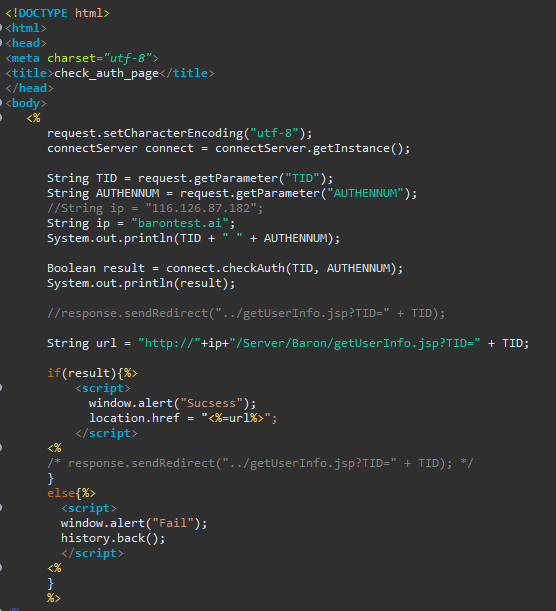 <!DOCTYPE html>
<html>
<head>
<meta charset="utf-8">
<title>check_auth_page</title>
</head>
<body>
<%
request.setCharacterEncoding("utf-8");
connectServer connect = connectServer.getInstance();
String TID = request.getParameter("TID");
String AUTHENNUM = request.getParameter("AUTHENNUM");
//String ip = "116.126.87.182";
String ip = "barontest.ai";
System.out.println(TID + " " + AUTHENNUM);
Boolean result = connect.checkAuth(TID, AUTHENNUM);
System.out.println(result);
//response.sendRedirect("../getUserInfo.jsp?TID=" + TID);
String url = "http://"+ip+"/Server/Baron/getUserInfo.jsp?TID=" + TID;
if(result){%>
<script>
window.alert("Sucsess");
location.href = "<%=url%>";
</script>
<%
/* response.sendRedirect("../getUserInfo.jsp?TID=" + TID); */
}
else{%>
<script>
window.alert("Fail");
history.back();
</script>
<%
}
%>